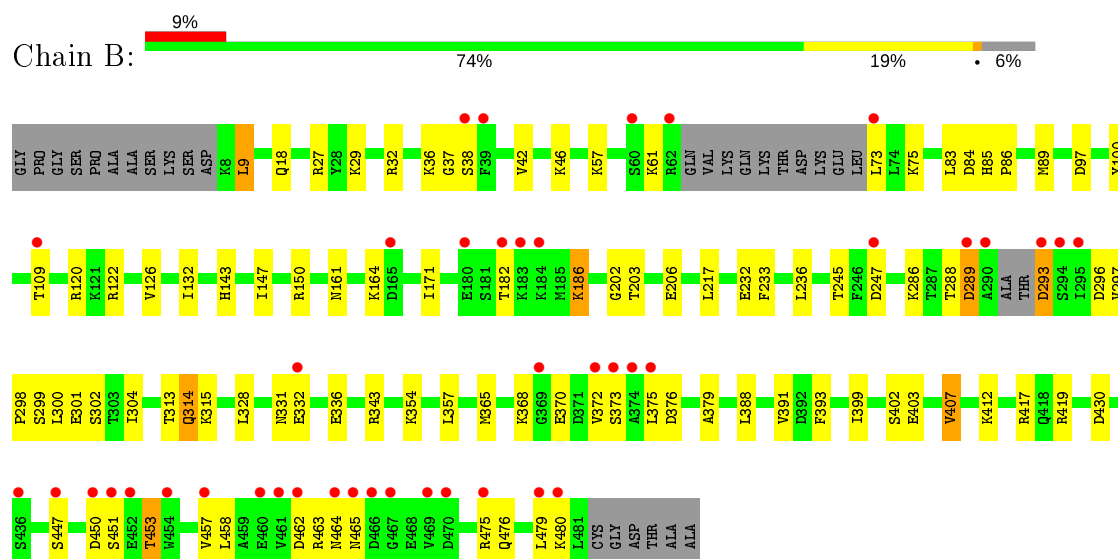 9%
Chain B:
74% 19% • 6%
GLY PRO GLY SER PRO ALA ALA SER LYS SER ASP K8 L9 Q18 R27 Y28 K29 R32 K36 G37 S38 F39 V42 K46 K57 S60 K61 R62 GLN VAL LYS GLN LYS THR ASP LYS GLU LEU L73 L74 K75 L83 D84 H85 P86 M89 D97 Y100
T109 R120 K121 R122 V126 I132 H143 I147 R150 N161 K164 D165 I171 E180 S181 T182 K183 K184 M185 K186 G202 T203 E206 L217 E232 F233 L236 T245 F246 D247 K286 T287 T288 D289 A290 ALA THR D293 S294 I295 D296 V297
P298 S299 L300 E301 S302 T303 I304 T313 Q314 K315 L328 N331 E332 E336 R343 K354 L357 M365 K368 G369 E370 D371 V372 S373 A374 L375 D376 A379 L388 V391 D392 F393 I399 S402 E403 V407 K412 R417 Q418 R419 D430
S436 S447 D450 S451 E452 T453 W454 V457 L458 A459 E460 V461 D462 R463 N464 N465 D466 G467 E468 V469 D470 R475 Q476 L479 K480 L481 CYS GLY ASP THR ALA ALA